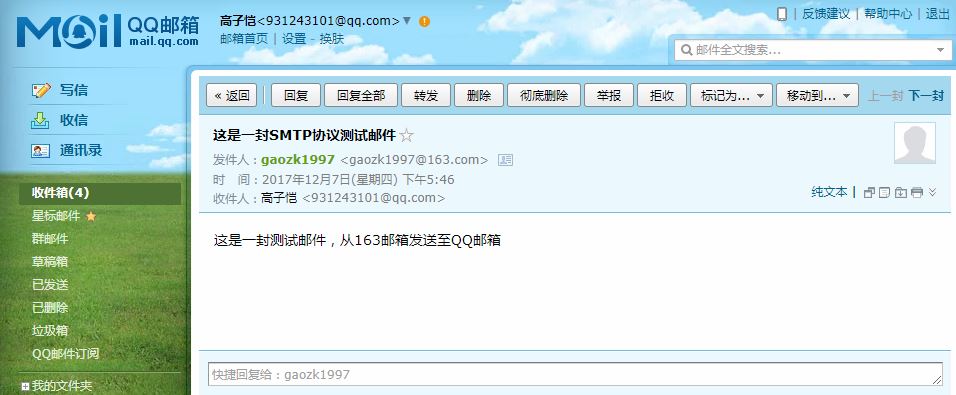 Mail QQ邮箱
mail.qq.com
高子恺<931243101@qq.com>
邮箱首页 | 设置 - 换肤
| 反馈建议 | 帮助中心 | 退出
邮件全文搜索...
写信
收信
通讯录
收件箱(4)
星标邮件
群邮件
草稿箱
已发送
已删除
垃圾箱
QQ邮件订阅
我的文件夹
« 返回 回复 回复全部 转发 删除 彻底删除 举报 拒收 标记为... 移动到... 上一封 下一封
这是一封SMTP协议测试邮件
发件人：gaozk1997 <gaozk1997@163.com>
时 间：2017年12月7日(星期四) 下午5:46
收件人：高子恺 <931243101@qq.com>
纯文本 |
这是一封测试邮件，从163邮箱发送至QQ邮箱
快捷回复给：gaozk1997